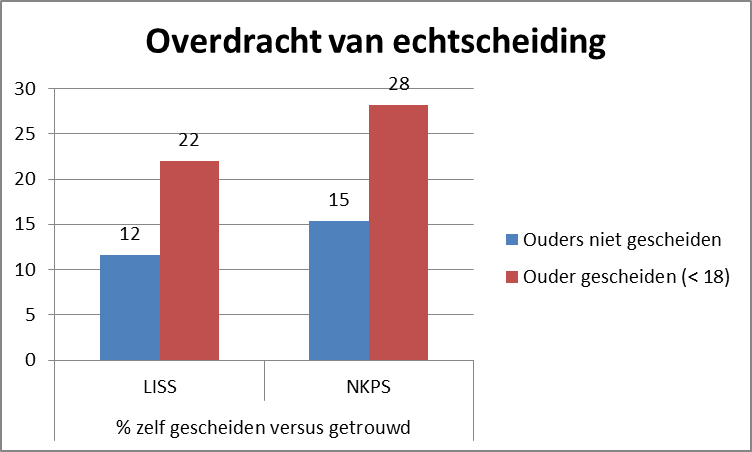 Overdracht van echtscheiding
30
25
20
15
10
5
0
12
22
15
28
LISS
NKPS
% zelf gescheiden versus getrouwd
Ouders niet gescheiden
Ouder gescheiden (< 18)